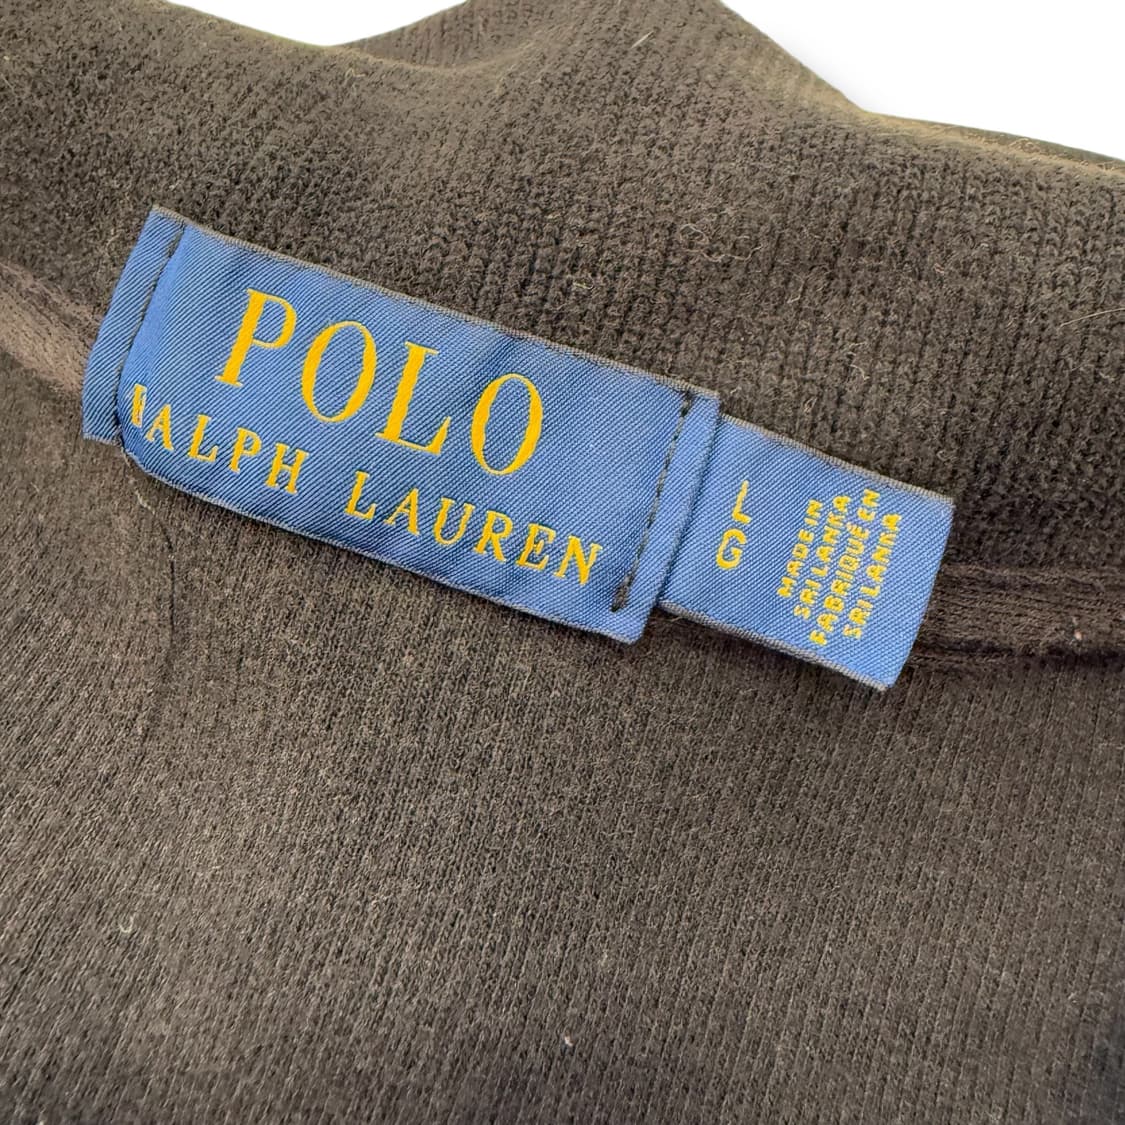 POLO
RALPH LAUREN
L
G
MADE IN
SRI LANKA
FABRIQUÉ EN
SRI LANKA